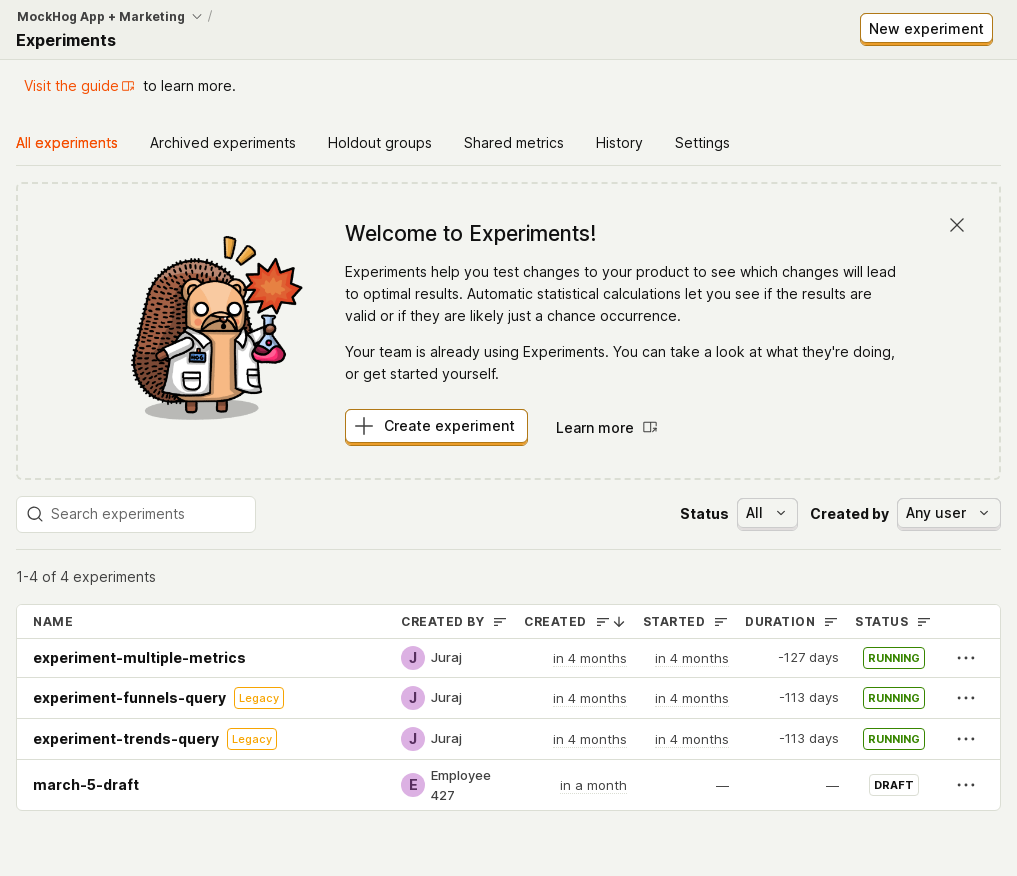 MockHog App + Marketing /
Experiments
New experiment
Visit the guide to learn more.
All experiments Archived experiments Holdout groups Shared metrics History Settings
Welcome to Experiments!
Experiments help you test changes to your product to see which changes will lead
to optimal results. Automatic statistical calculations let you see if the results are
valid or if they are likely just a chance occurrence.
Your team is already using Experiments. You can take a look at what they're doing,
or get started yourself.
Create experiment Learn more
Search experiments Status All Created by Any user
1-4 of 4 experiments
NAME CREATED BY CREATED STARTED DURATION STATUS
experiment-multiple-metrics J Juraj in 4 months in 4 months -127 days RUNNING
experiment-funnels-query Legacy J Juraj in 4 months in 4 months -113 days RUNNING
experiment-trends-query Legacy J Juraj in 4 months in 4 months -113 days RUNNING
march-5-draft E Employee 427 in a month — — DRAFT